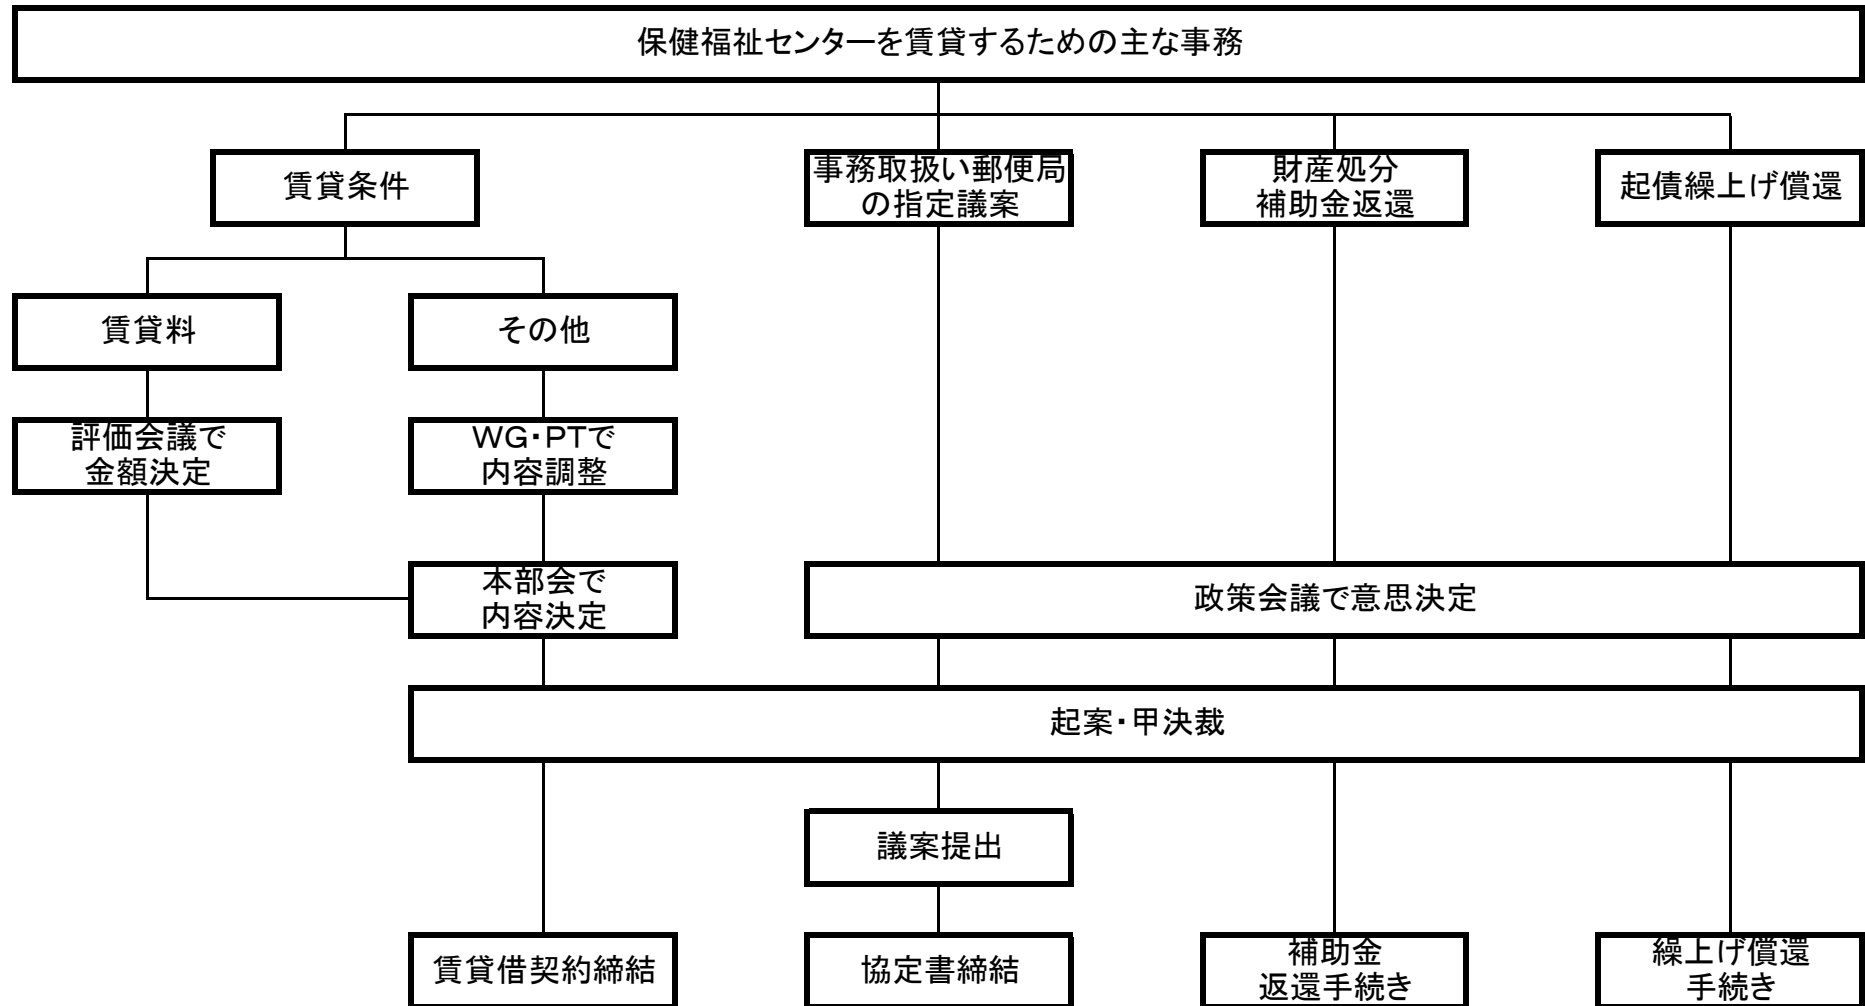 保健福祉センターを賃貸するための主な事務
賃貸条件
事務取扱い郵便局
の指定議案
財産処分
補助金返還
起債繰上げ償還
賃貸料
その他
評価会議で
金額決定
WG・PTで
内容調整
本部会で
内容決定
政策会議で意思決定
起案・甲決裁
議案提出
賃貸借契約締結
協定書締結
補助金
返還手続き
繰上げ償還
手続き